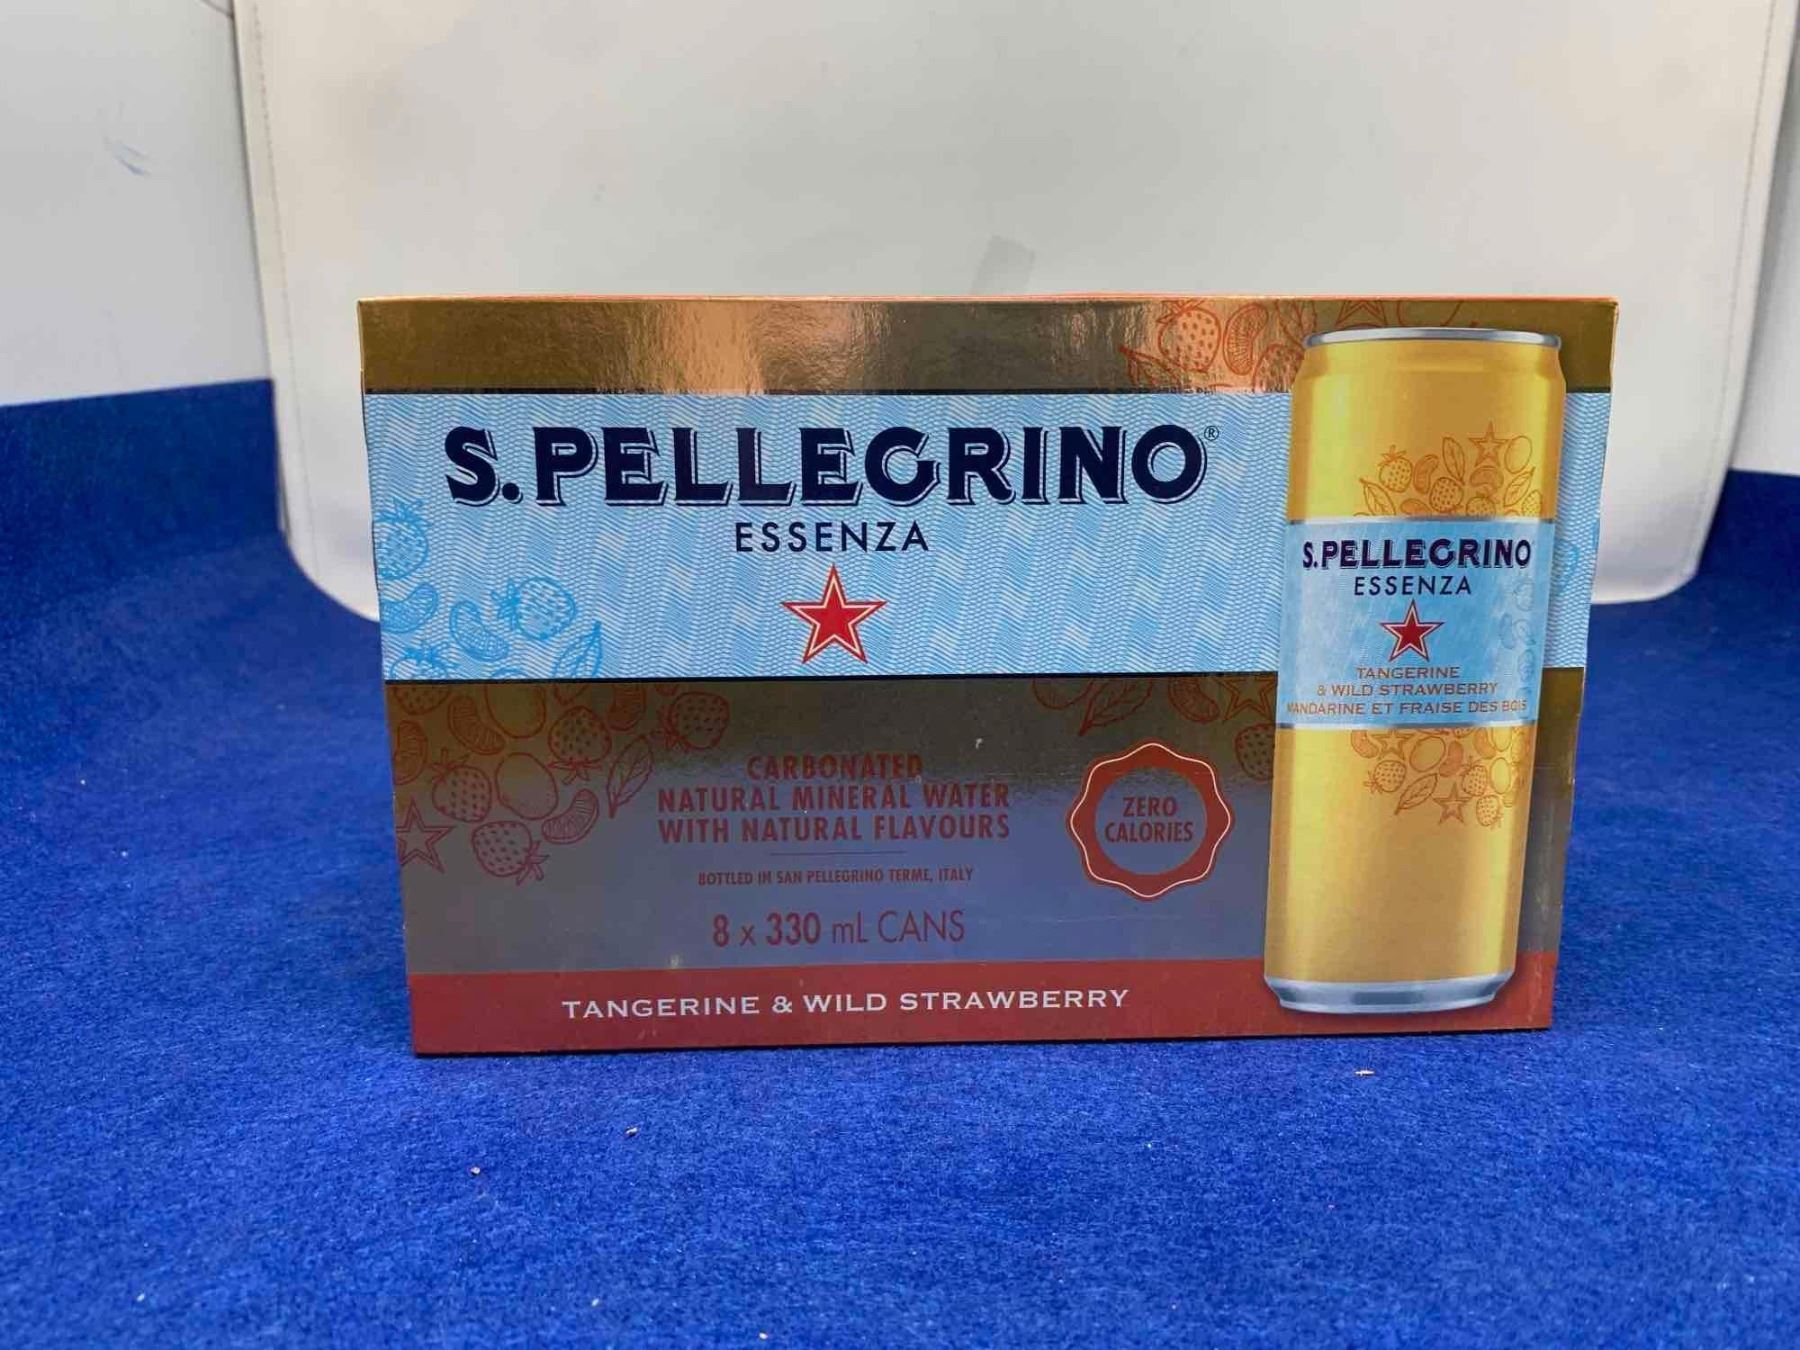 S.PELLEGRINO®
ESSENZA
CARBONATED
NATURAL MINERAL WATER
WITH NATURAL FLAVOURS
BOTTLED IN SAN PELLEGRINO TERME, ITALY
8 x 330 mL CANS
ZERO
CALORIES
TANGERINE & WILD STRAWBERRY
S.PELLEGRINO
ESSENZA
TANGERINE
& WILD STRAWBERRY
MANDARINE ET FRAISE DES BOIS